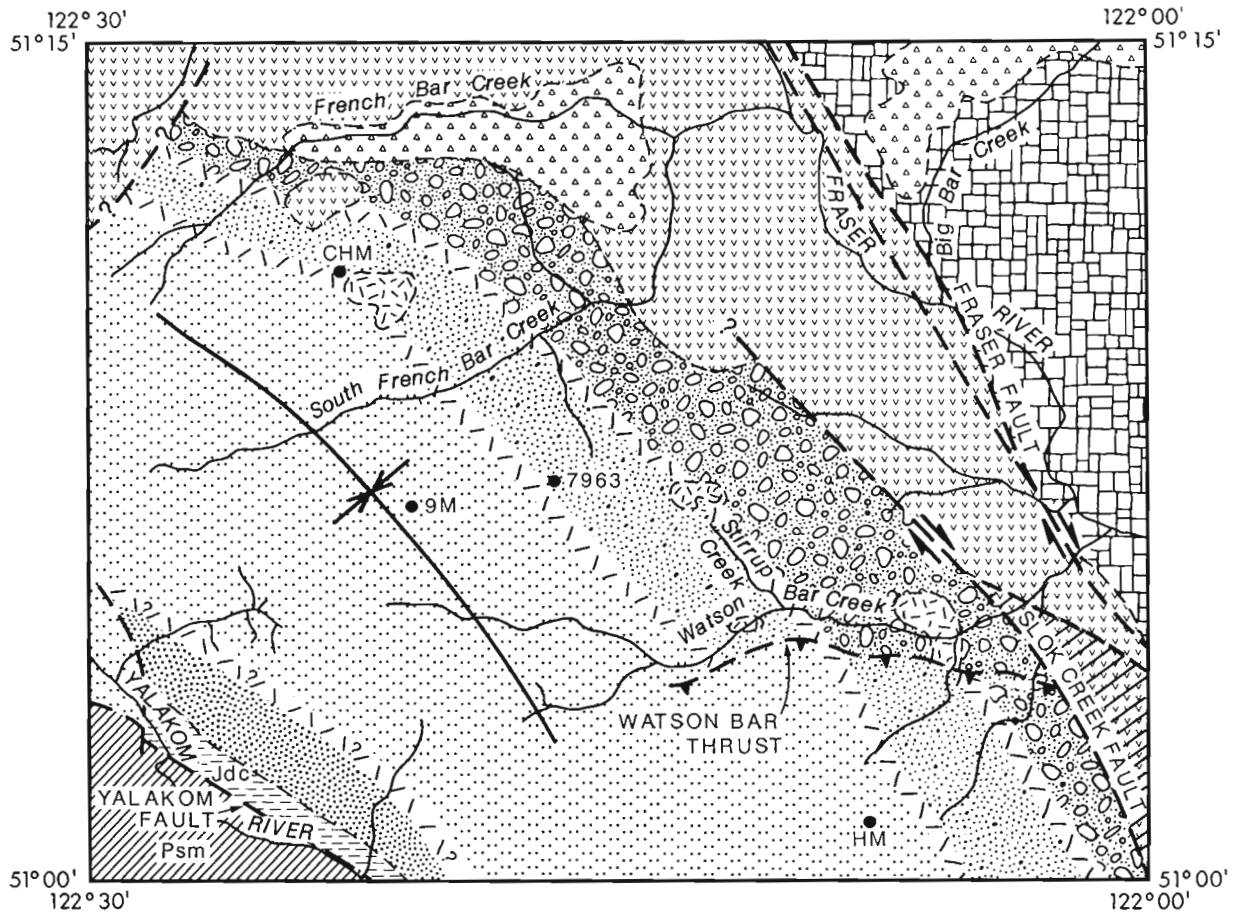 122°30'
122°00'
51°15'
51°15'
French Bar Creek
Big Bar Creek
FRASER
CHM
FRASER FAULT
RIVER
?
?
?
South French Bar Creek
7963
9M
Stirrup
Creek
Watson Bar Creek
SLOK CREEK FAULT
?
?
?
?
?
YALAKOM
WATSON BAR
THRUST
Jdc
YALAKOM
FAULT
RIVER
Psm
HM
51°00'
51°00'
122°30'
122°00'